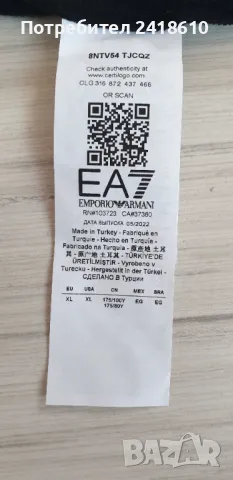 Потребител 2418610
8NTV54 TJCQZ
Check authenticity at
www.certilogo.com
CLG 316 872 437 466
OR SCAN
EA7
EMPORIO ARMANI
RN#103723 CA#37360
ДАТА ВЫПУСКА 05/2022
Made in Turkey - Fabriqué en
Turquie - Hecho en Turquía -
Fabricado na Turquia - 原产地 土耳
其 - 原产地 土耳其 - TÜRKİYE'DE
ÜRETİLMİŞTİR - Vyrobeno v
Turecku - Hergestellt in der Türkei -
СДЕЛАНО В Турции
EU USA CN MEX BRA
XL XL 175/100Y EG EG
175/80Y
BAZAR